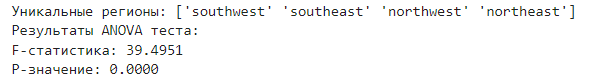 Уникальные регионы: ['southwest' 'southeast' 'northwest' 'northeast']
Результаты ANOVA теста:
F-статистика: 39.4951
P-значение: 0.0000